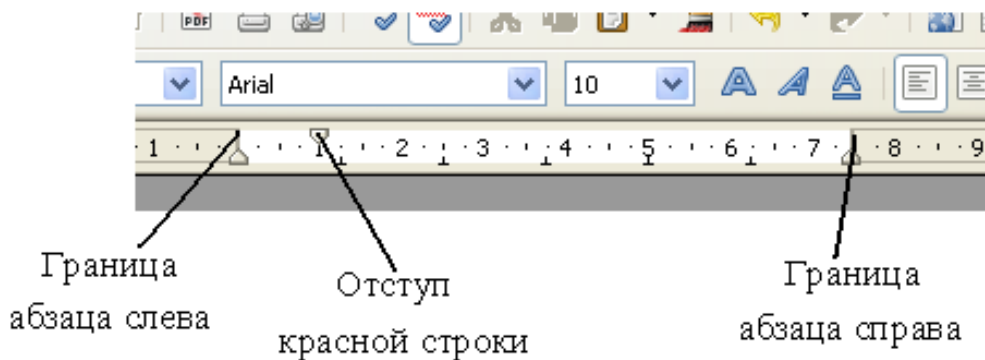 PDF
Arial 10
1 1 2 3 4 5 6 7 8 9
Граница
абзаца слева
Отступ
красной строки
Граница
абзаца справа